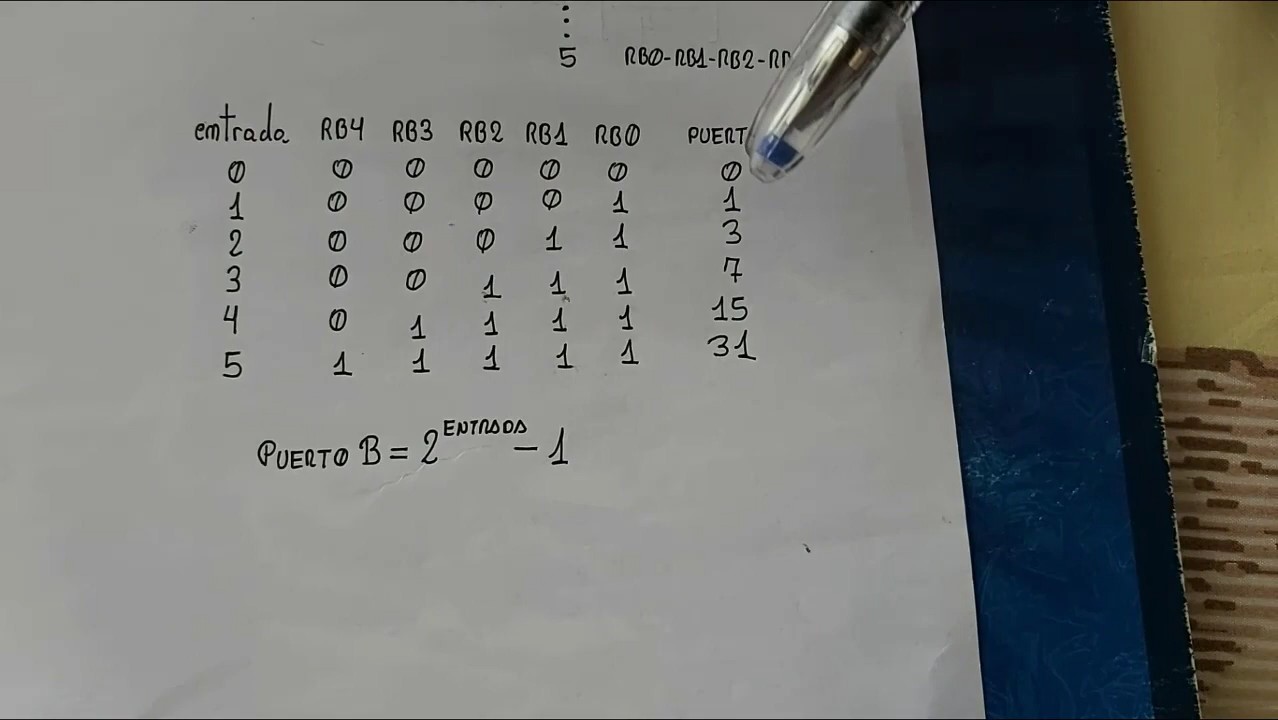 5 RB0-RB1-RB2-
entrada RB4 RB3 RB2 RB1 RB0 PUERT
0 0 0 0 0 0 0
1 0 0 0 0 1 1
2 0 0 0 1 1 3
3 0 0 1 1 1 7
4 0 1 1 1 1 15
5 1 1 1 1 1 31
PUERTO B = 2^ENTRADA - 1